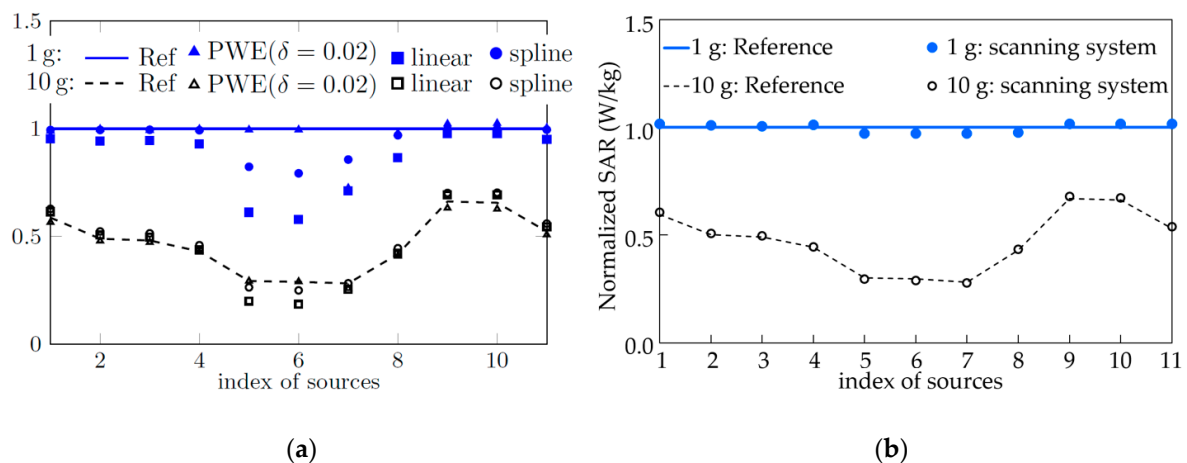 1.5
1 g: Ref PWE(δ = 0.02) linear spline
10 g: Ref PWE(δ = 0.02) linear spline
1
0.5
0
2 4 6 8 10
index of sources
(a)
Normalized SAR (W/kg)
1.5
1 g: Reference 1 g: scanning system
10 g: Reference 10 g: scanning system
1.0
0.5
0.0
1 2 3 4 5 6 7 8 9 10 11
index of sources
(b)